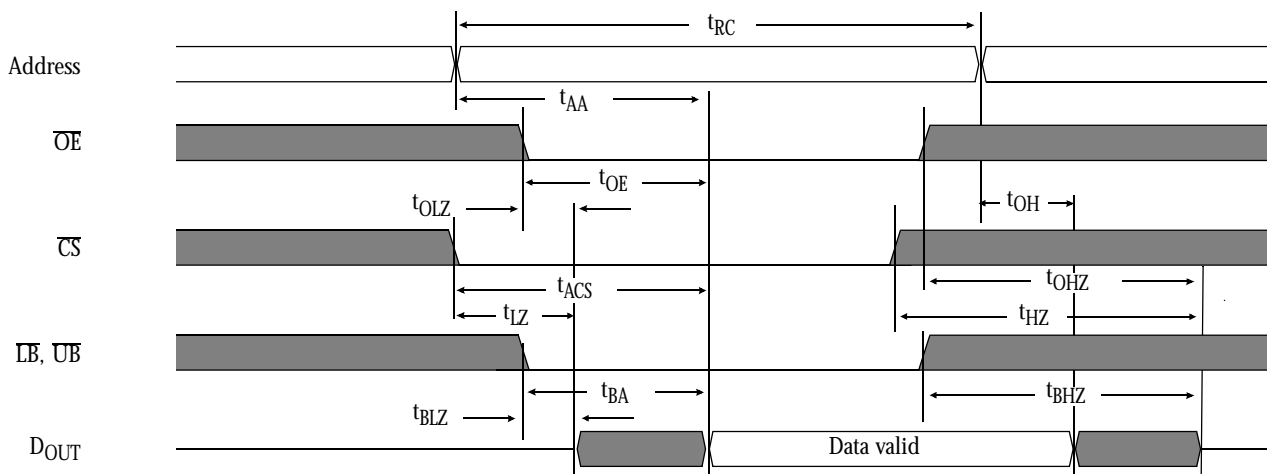 tRC
Address
tAA
OE
tOE
tOLZ
tOH
CS
tACS
tOHZ
tLZ
tHZ
LB, UB
tBA
tBHZ
tBLZ
DOUT
Data valid